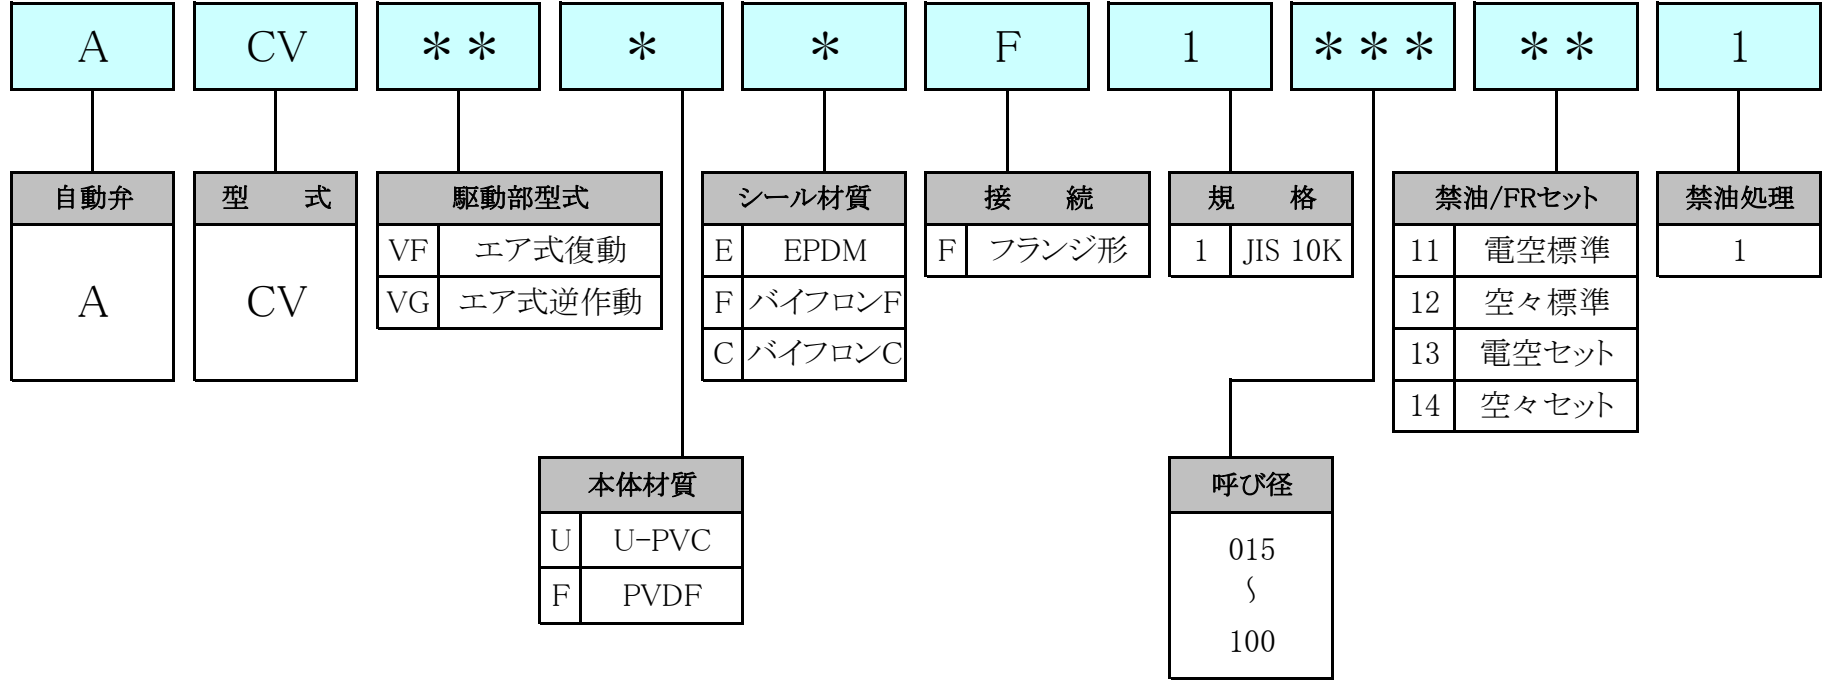 A CV ** * * F 1 *** ** 1
自動弁
A
型 式
CV
駆動部型式
VF エア式復動
VG エア式逆作動
シール材質
E EPDM
F バイフロンF
C バイフロンC
接 続
F フランジ形
規 格
1 JIS 10K
禁油/FRセット
11 電空標準
12 空々標準
13 電空セット
14 空々セット
禁油処理
1
本体材質
U U-PVC
F PVDF
呼び径
015
~
100